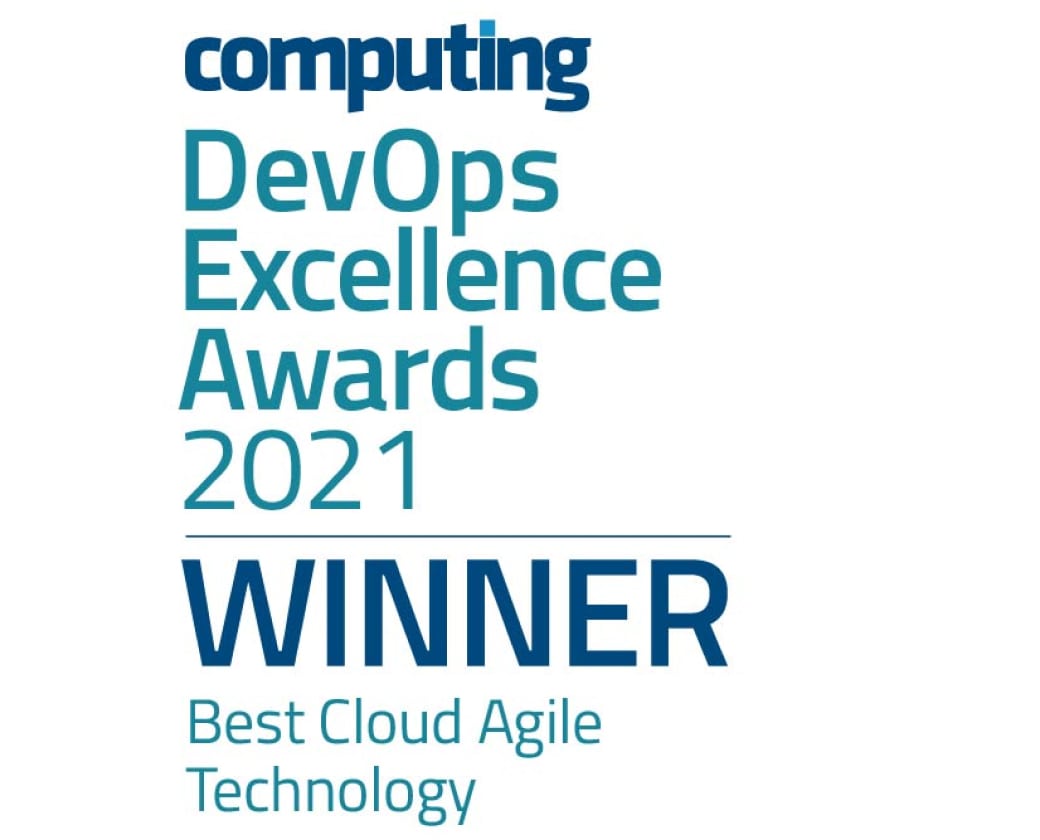 computing
DevOps
Excellence
Awards
2021
WINNER
Best Cloud Agile
Technology